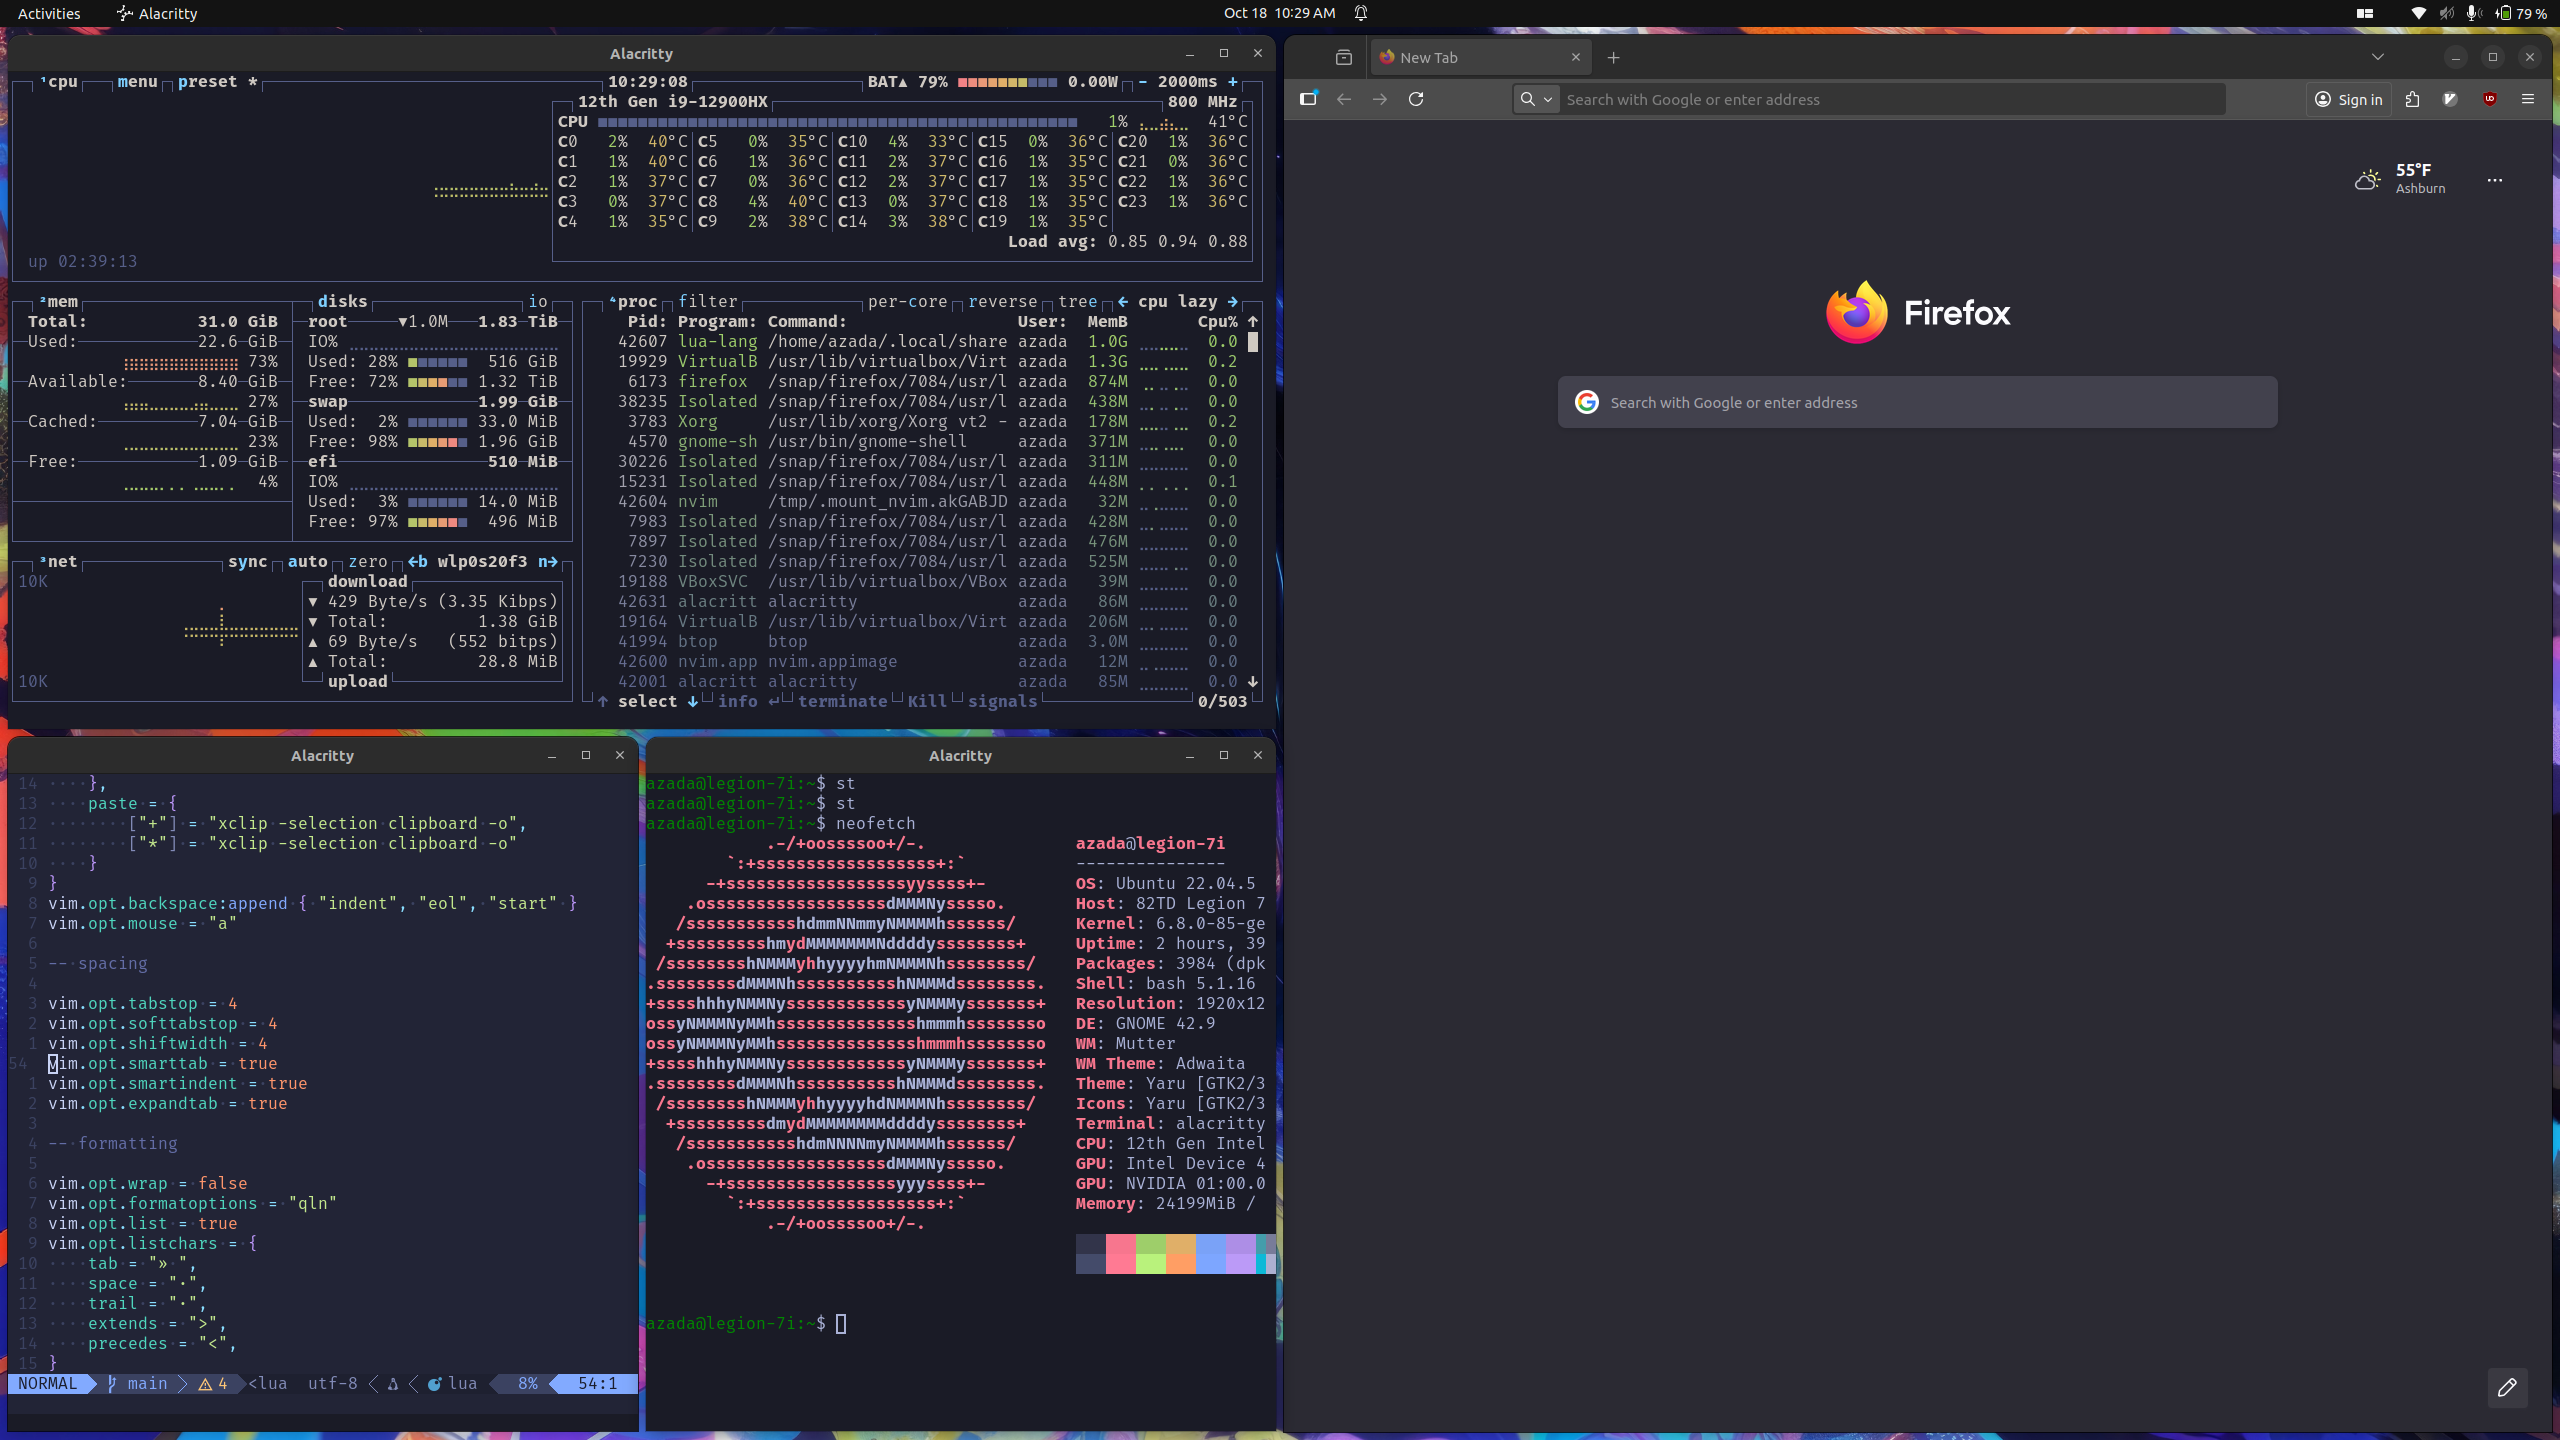 Activities Alacritty Oct 18 10:29 AM 79 %
Alacritty
¹cpu menu preset * 10:29:08 BAT▲ 79% 0.00W - 2000ms +
12th Gen i9-12900HX 800 MHz
CPU 1% 41°C
C0 2% 40°C C5 0% 35°C C10 4% 33°C C15 0% 36°C C20 1% 36°C
C1 1% 40°C C6 1% 36°C C11 2% 37°C C16 1% 35°C C21 0% 36°C
C2 1% 37°C C7 0% 36°C C12 2% 37°C C17 1% 35°C C22 1% 36°C
C3 0% 37°C C8 4% 40°C C13 0% 37°C C18 1% 35°C C23 1% 36°C
C4 1% 35°C C9 2% 38°C C14 3% 38°C C19 1% 35°C
Load avg: 0.85 0.94 0.88
up 02:39:13
²mem
Total: 31.0 GiB
Used: 22.6 GiB
73%
Available: 8.40 GiB
27%
Cached: 7.04 GiB
23%
Free: 1.09 GiB
4%
disks io
root ▼1.0M 1.83 TiB
IO%
Used: 28% 516 GiB
Free: 72% 1.32 TiB
swap 1.99 GiB
Used: 2% 33.0 MiB
Free: 98% 1.96 GiB
efi 510 MiB
IO%
Used: 3% 14.0 MiB
Free: 97% 496 MiB
³net sync auto zero ←b wlp0s20f3 n→
10K
download
▼ 429 Byte/s (3.35 Kibps)
▼ Total: 1.38 GiB
▲ 69 Byte/s (552 bitps)
▲ Total: 28.8 MiB
10K
upload
⁴proc filter per-core reverse tree ← cpu lazy →
Pid: Program: Command: User: MemB Cpu% ↑
42607 lua-lang /home/azada/.local/share azada 1.0G 0.0
19929 VirtualB /usr/lib/virtualbox/Virt azada 1.3G 0.2
6173 firefox /snap/firefox/7084/usr/l azada 874M 0.0
38235 Isolated /snap/firefox/7084/usr/l azada 438M 0.0
3783 Xorg /usr/lib/xorg/Xorg vt2 - azada 178M 0.2
4570 gnome-sh /usr/bin/gnome-shell azada 371M 0.0
30226 Isolated /snap/firefox/7084/usr/l azada 311M 0.0
15231 Isolated /snap/firefox/7084/usr/l azada 448M 0.1
42604 nvim /tmp/.mount_nvim.akGABJD azada 32M 0.0
7983 Isolated /snap/firefox/7084/usr/l azada 428M 0.0
7897 Isolated /snap/firefox/7084/usr/l azada 476M 0.0
7230 Isolated /snap/firefox/7084/usr/l azada 525M 0.0
19188 VBoxSVC /usr/lib/virtualbox/VBox azada 39M 0.0
42631 alacritt alacritty azada 86M 0.0
19164 VirtualB /usr/lib/virtualbox/Virt azada 206M 0.0
41994 btop btop azada 3.0M 0.0
42600 nvim.app nvim.appimage azada 12M 0.0
42001 alacritt alacritty azada 85M 0.0 ↓
↑ select ↓ info ↵ terminate Kill signals 0/503
Alacritty
14 ····},
13 ····paste·=·{
12 ········["+"]·=·"xclip·-selection·clipboard·-o",
11 ········["*"]·=·"xclip·-selection·clipboard·-o"
10 ····}
9 }
8 vim.opt.backspace:append·{·"indent",·"eol",·"start"·}
7 vim.opt.mouse·=·"a"
6
5 --·spacing
4
3 vim.opt.tabstop·=·4
2 vim.opt.softtabstop·=·4
1 vim.opt.shiftwidth·=·4
54 vim.opt.smarttab·=·true
1 vim.opt.smartindent·=·true
2 vim.opt.expandtab·=·true
3
4 --·formatting
5
6 vim.opt.wrap·=·false
7 vim.opt.formatoptions·=·"qln"
8 vim.opt.list·=·true
9 vim.opt.listchars·=·{
10 ····tab·=·"»·",
11 ····space·=·"·",
12 ····trail·=·"·",
13 ····extends·=·">",
14 ····precedes·=·"<",
15 }
NORMAL main 4 <lua utf-8 lua 8% 54:1
Alacritty
azada@legion-7i:~$ st
azada@legion-7i:~$ st
azada@legion-7i:~$ neofetch
.-/+oossssoo+/-.
`:+ssssssssssssssssss+:`
-+ssssssssssssssssssyyssss+-
.ossssssssssssssssssdMMMNysssso.
/ssssssssssshdmmNNmmyNMMMMhssssss/
+ssssssssshmydMMMMMMMNddddyssssssss+
/sssssssshNMMMyhhyyyyhmNMMMNhssssssss/
.ssssssssdMMMNhsssssssssshNMMMdssssssss.
+sssshhhyNMMNyssssssssssssyNMMMysssssss+
ossyNMMMNyMMhsssssssssssssshmmmhssssssso
ossyNMMMNyMMhsssssssssssssshmmmhssssssso
+sssshhhyNMMNyssssssssssssyNMMMysssssss+
.ssssssssdMMMNhsssssssssshNMMMdssssssss.
/sssssssshNMMMyhhyyyyhdNMMMNhssssssss/
+sssssssssdmydMMMMMMMMddddyssssssss+
/ssssssssssshdmNNNNmyNMMMMhssssss/
.ossssssssssssssssssdMMMNysssso.
-+sssssssssssssssssyyyssss+-
`:+ssssssssssssssssss+:`
.-/+oossssoo+/-.
azada@legion-7i
---------------
OS: Ubuntu 22.04.5
Host: 82TD Legion 7
Kernel: 6.8.0-85-ge
Uptime: 2 hours, 39
Packages: 3984 (dpk
Shell: bash 5.1.16
Resolution: 1920x12
DE: GNOME 42.9
WM: Mutter
WM Theme: Adwaita
Theme: Yaru [GTK2/3
Icons: Yaru [GTK2/3
Terminal: alacritty
CPU: 12th Gen Intel
GPU: Intel Device 4
GPU: NVIDIA 01:00.0
Memory: 24199MiB /
azada@legion-7i:~$
New Tab
Search with Google or enter address Sign in
55°F
Ashburn
Firefox
Search with Google or enter address